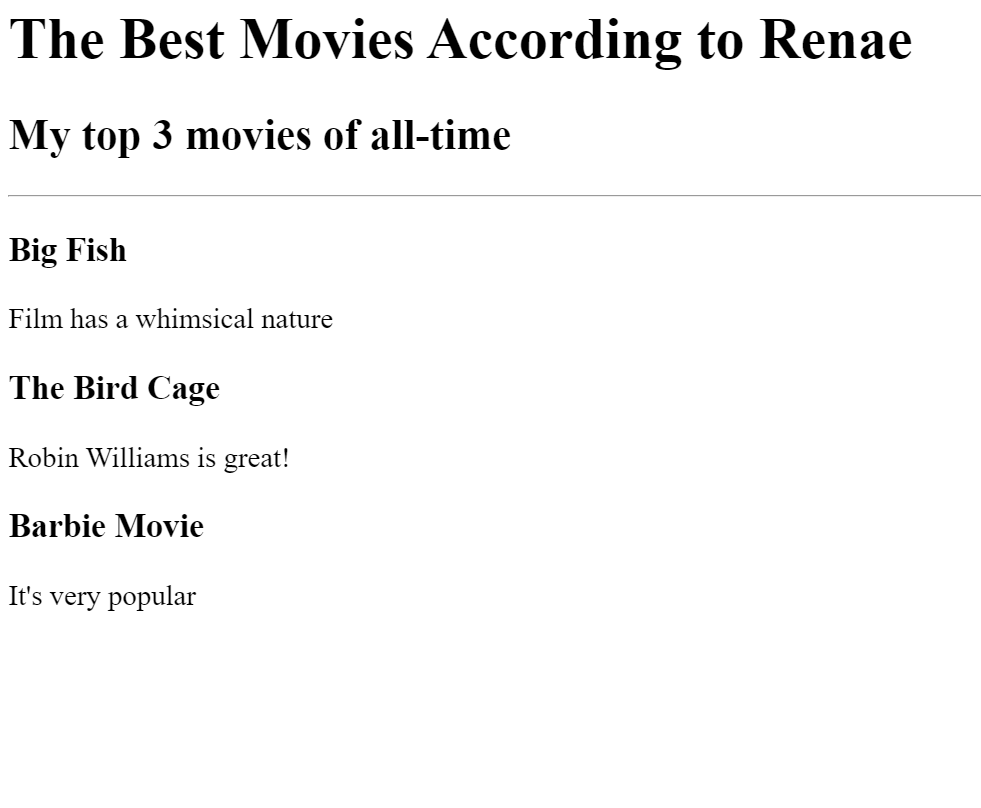 The Best Movies According to Renae
My top 3 movies of all-time
Big Fish
Film has a whimsical nature
The Bird Cage
Robin Williams is great!
Barbie Movie
It's very popular